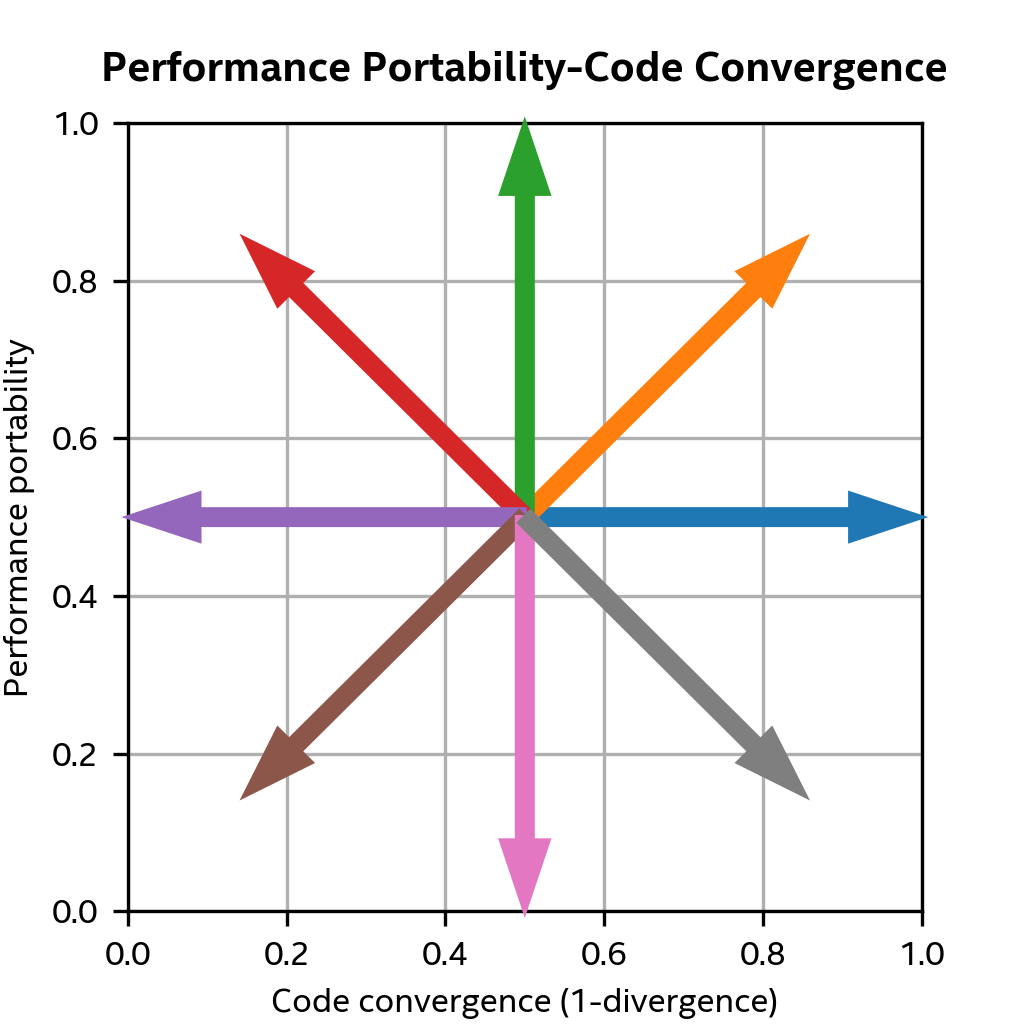 Performance Portability-Code Convergence
1.0
0.8
0.6
0.4
0.2
0.0
Performance portability
0.0 0.2 0.4 0.6 0.8 1.0
Code convergence (1-divergence)